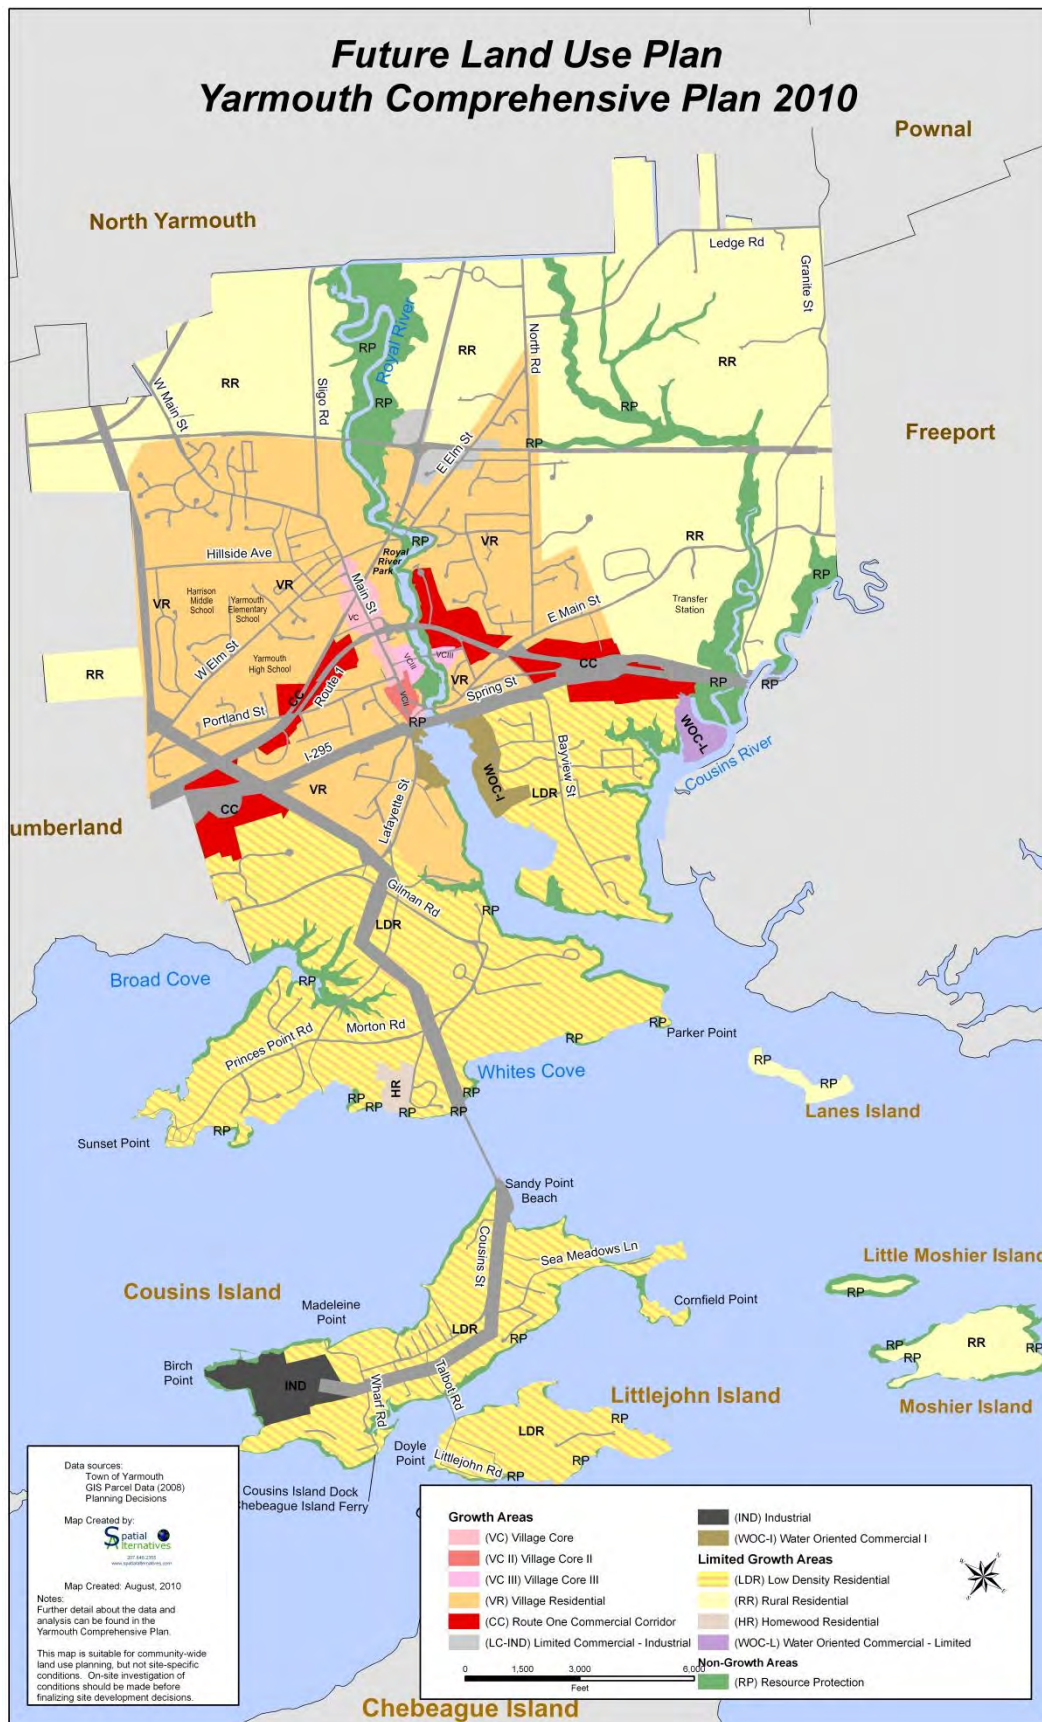 Future Land Use Plan
Yarmouth Comprehensive Plan 2010
Pownal
North Yarmouth
Ledge Rd
Granite St
Royal River
RP
North Rd
RR
RR
RR
W Main St
Sligo Rd
RP
RP
Freeport
E Elm St
RP
RP
VR
RR
Royal
River
Park
Hillside Ave
VR
VR
Main St
RP
Harrison
Middle
School
Yarmouth
Elementary
School
Transfer
Station
E Main St
VC
W Elm St
VCII
VCIII
Yarmouth
High School
CC
RR
VR
RP
RP
CC
Route 1
Spring St
VCII
Portland St
RP
WOC-L
I-295
Bayview St
Cousins River
WOC-I
LDR
VR
CC
Lafayette St
umberland
Gilman Rd
RP
LDR
Broad Cove
RP
Morton Rd
RP
Parker Point
Princes Point Rd
RP
RP
Whites Cove
RP
HR
RP
RP
RP
RP
RP
Lanes Island
RP
Sunset Point
Sandy Point
Beach
Cousins St
Sea Meadows Ln
Little Moshier Island
Cousins Island
RP
Madeleine
Point
Cornfield Point
LDR
RP
RP
RR
RP
RP
Birch
Point
Talbot Rd
IND
Wharf Rd
Littlejohn Island
Moshier Island
RP
LDR
Doyle
Point
Littlejohn Rd
RP
RP
Cousins Island Dock
Chebeague Island Ferry
Data sources:
Town of Yarmouth
GIS Parcel Data (2008)
Planning Decisions
Map Created by:
Spatial
Alternatives
www.spatialalternatives.com
Map Created: August, 2010
Notes:
Further detail about the data and
analysis can be found in the
Yarmouth Comprehensive Plan.
This map is suitable for community-wide
land use planning, but not site-specific
conditions. On-site investigation of
conditions should be made before
finalizing site development decisions.
Growth Areas
(VC) Village Core
(VC II) Village Core II
(VC III) Village Core III
(VR) Village Residential
(CC) Route One Commercial Corridor
(LC-IND) Limited Commercial - Industrial
(IND) Industrial
(WOC-I) Water Oriented Commercial I
Limited Growth Areas
(LDR) Low Density Residential
(RR) Rural Residential
(HR) Homewood Residential
(WOC-L) Water Oriented Commercial - Limited
Non-Growth Areas
(RP) Resource Protection
0 1,500 3,000 6,000
Feet
Chebeague Island